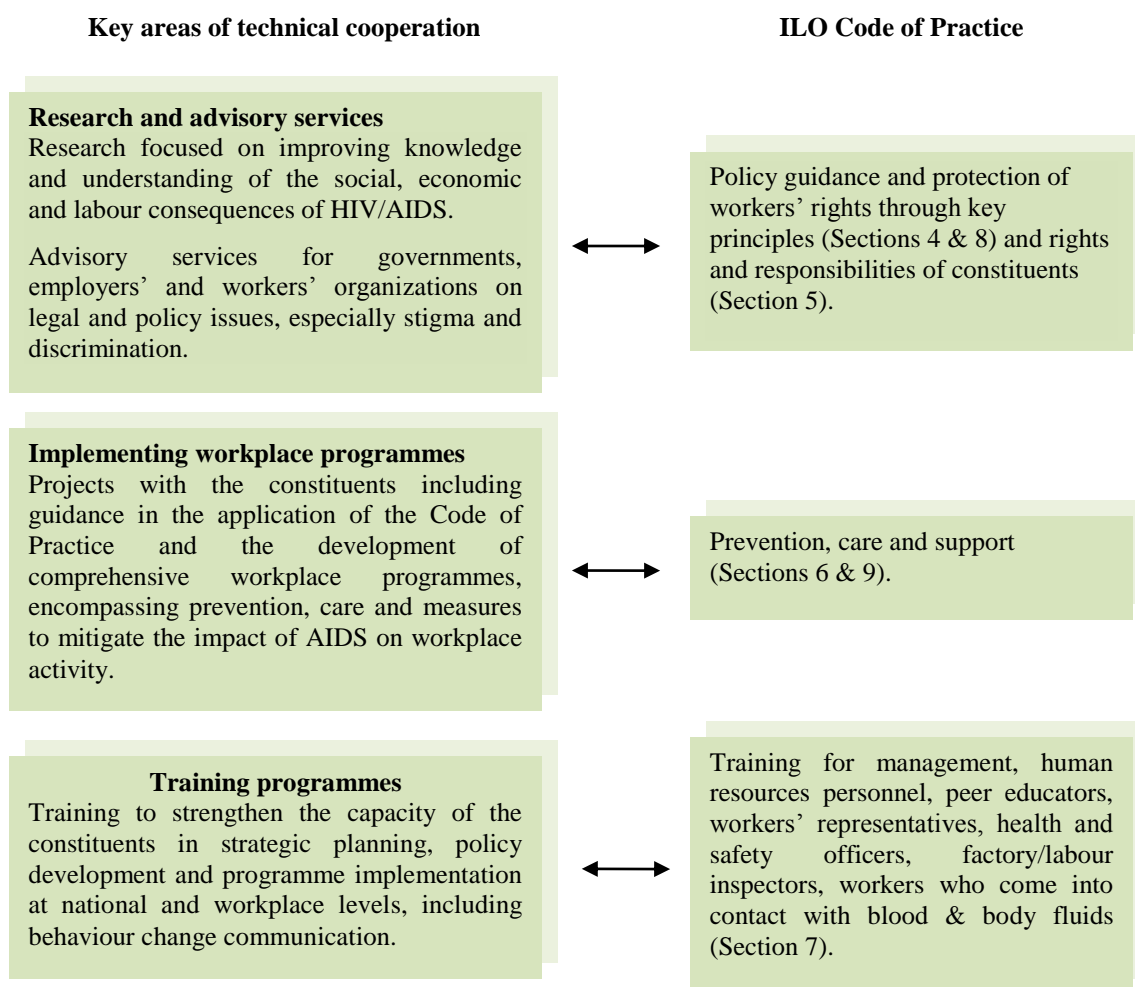 Key areas of technical cooperation
ILO Code of Practice
Research and advisory services
Research focused on improving knowledge
and understanding of the social, economic
and labour consequences of HIV/AIDS.
Advisory services for governments,
employers’ and workers’ organizations on
legal and policy issues, especially stigma and
discrimination.
Policy guidance and protection of
workers’ rights through key
principles (Sections 4 & 8) and rights
and responsibilities of constituents
(Section 5).
Implementing workplace programmes
Projects with the constituents including
guidance in the application of the Code of
Practice and the development of
comprehensive workplace programmes,
encompassing prevention, care and measures
to mitigate the impact of AIDS on workplace
activity.
Prevention, care and support
(Sections 6 & 9).
Training programmes
Training to strengthen the capacity of the
constituents in strategic planning, policy
development and programme implementation
at national and workplace levels, including
behaviour change communication.
Training for management, human
resources personnel, peer educators,
workers’ representatives, health and
safety officers, factory/labour
inspectors, workers who come into
contact with blood & body fluids
(Section 7).